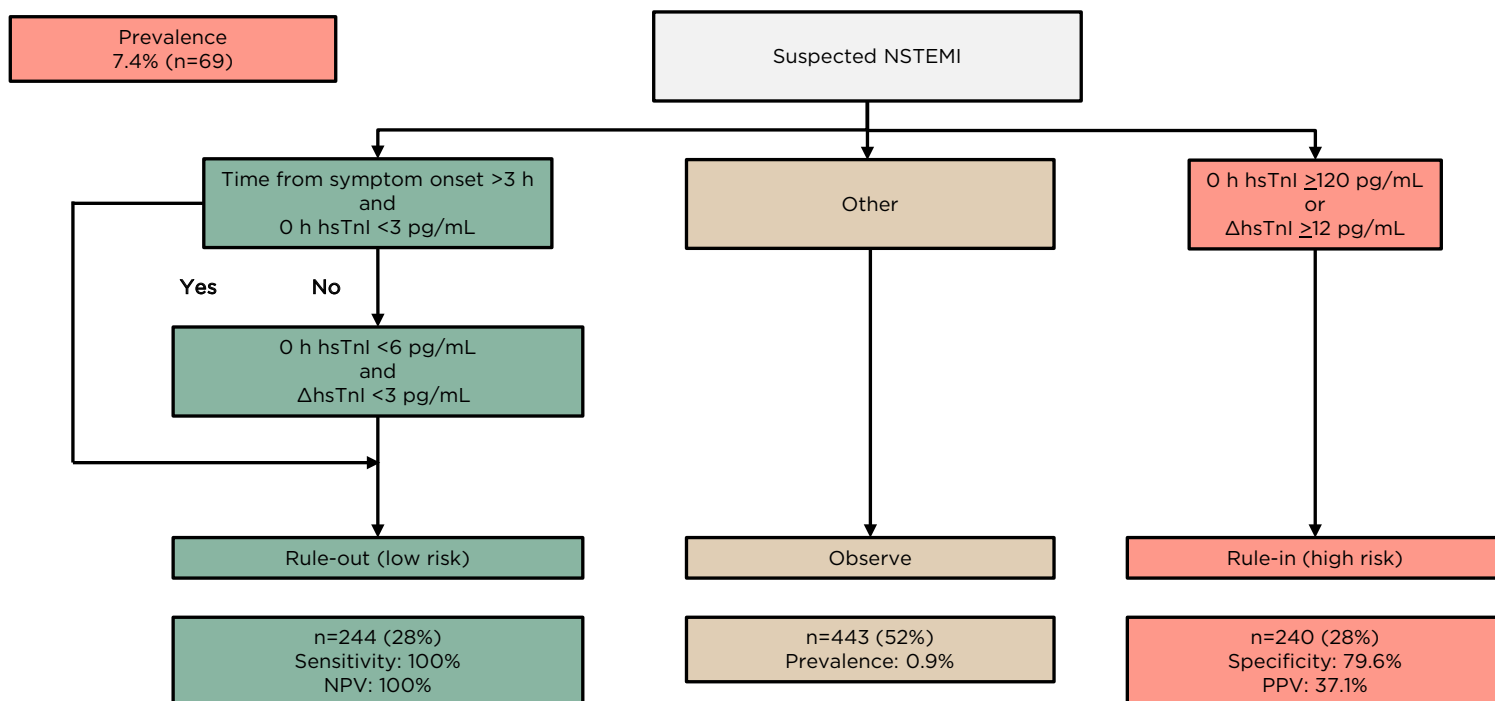 Prevalence
7.4% (n=69)
Suspected NSTEMI
Time from symptom onset >3 h
and
0 h hsTnI <3 pg/mL
Other
0 h hsTnI ≥120 pg/mL
or
ΔhsTnI ≥12 pg/mL
Yes
No
0 h hsTnI <6 pg/mL
and
ΔhsTnI <3 pg/mL
Rule-out (low risk)
Observe
Rule-in (high risk)
n=244 (28%)
Sensitivity: 100%
NPV: 100%
n=443 (52%)
Prevalence: 0.9%
n=240 (28%)
Specificity: 79.6%
PPV: 37.1%